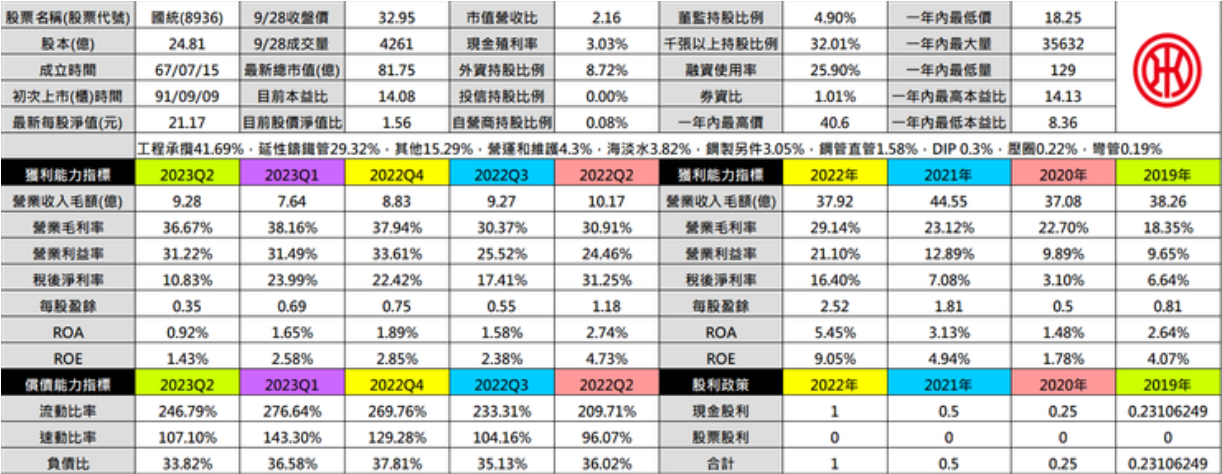 股票名稱(股票代號) 國統(8936) 9/28收盤價 32.95 市值營收比 2.16 董監持股比例 4.90% 一年內最低價 18.25
股本(億) 24.81 9/28成交量 4261 現金殖利率 3.03% 千張以上持股比例 32.01% 一年內最大量 35632
成立時間 67/07/15 最新總市值(億) 81.75 外資持股比例 8.72% 融資使用率 25.90% 一年內最低量 129
初次上市(櫃)時間 91/09/09 目前本益比 14.08 投信持股比例 0.00% 券資比 1.01% 一年內最高本益比 14.13
最新每股淨值(元) 21.17 目前股價淨值比 1.56 自營商持股比例 0.08% 一年內最高價 40.6 一年內最低本益比 8.36
工程承攬41.69%、延性鑄鐵管29.32%、其他15.29%、營運和維護4.3%、海淡水3.82%、鋼製另件3.05%、鋼管直管1.58%、DIP 0.3%、壓圈0.22%、彎管0.19%
獲利能力指標 2023Q2 2023Q1 2022Q4 2022Q3 2022Q2 獲利能力指標 2022年 2021年 2020年 2019年
營業收入毛額(億) 9.28 7.64 8.83 9.27 10.17 營業收入毛額(億) 37.92 44.55 37.08 38.26
營業毛利率 36.67% 38.16% 37.94% 30.37% 30.91% 營業毛利率 29.14% 23.12% 22.70% 18.35%
營業利益率 31.22% 31.49% 33.61% 25.52% 24.46% 營業利益率 21.10% 12.89% 9.89% 9.65%
稅後淨利率 10.83% 23.99% 22.42% 17.41% 31.25% 稅後淨利率 16.40% 7.08% 3.10% 6.64%
每股盈餘 0.35 0.69 0.75 0.55 1.18 每股盈餘 2.52 1.81 0.5 0.81
ROA 0.92% 1.65% 1.89% 1.58% 2.74% ROA 5.45% 3.13% 1.48% 2.64%
ROE 1.43% 2.58% 2.85% 2.38% 4.73% ROE 9.05% 4.94% 1.78% 4.07%
償債能力指標 2023Q2 2023Q1 2022Q4 2022Q3 2022Q2 股利政策 2022年 2021年 2020年 2019年
流動比率 246.79% 276.64% 269.76% 233.31% 209.71% 現金股利 1 0.5 0.25 0.23106249
速動比率 107.10% 143.30% 129.28% 104.16% 96.07% 股票股利 0 0 0 0
負債比 33.82% 36.58% 37.81% 35.13% 36.02% 合計 1 0.5 0.25 0.23106249